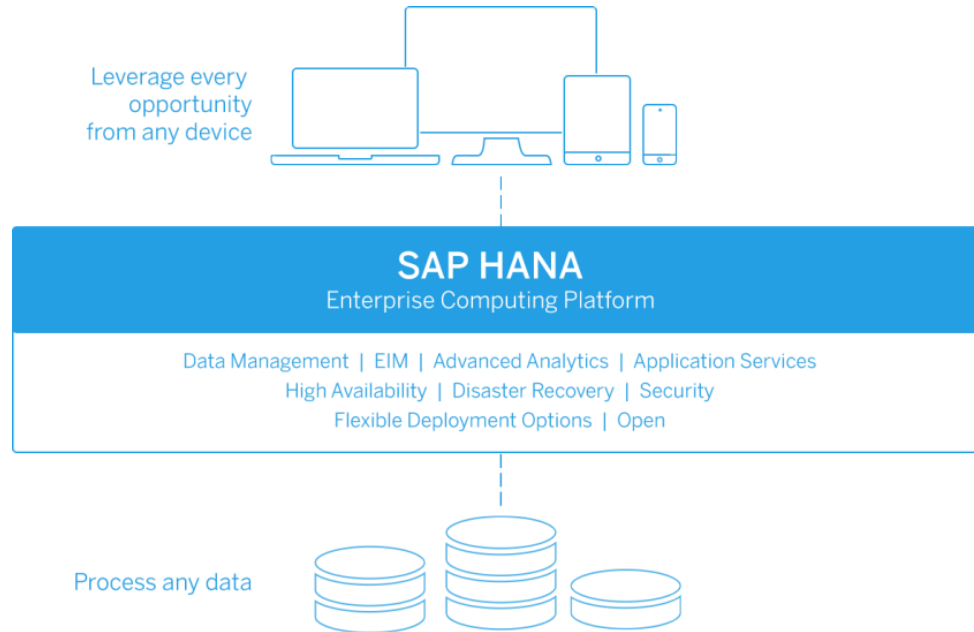 Leverage every
opportunity
from any device
SAP HANA
Enterprise Computing Platform
Data Management | EIM | Advanced Analytics | Application Services
High Availability | Disaster Recovery | Security
Flexible Deployment Options | Open
Process any data